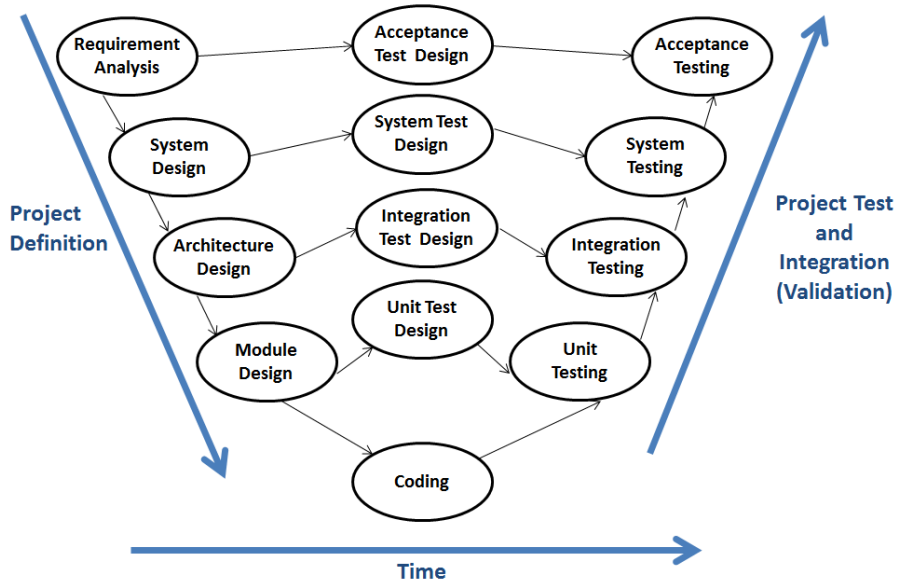 Requirement
Analysis
Acceptance
Test Design
Acceptance
Testing
System
Design
System Test
Design
System
Testing
Project
Definition
Architecture
Design
Integration
Test Design
Integration
Testing
Project Test
and
Integration
(Validation)
Module
Design
Unit Test
Design
Unit
Testing
Coding
Time